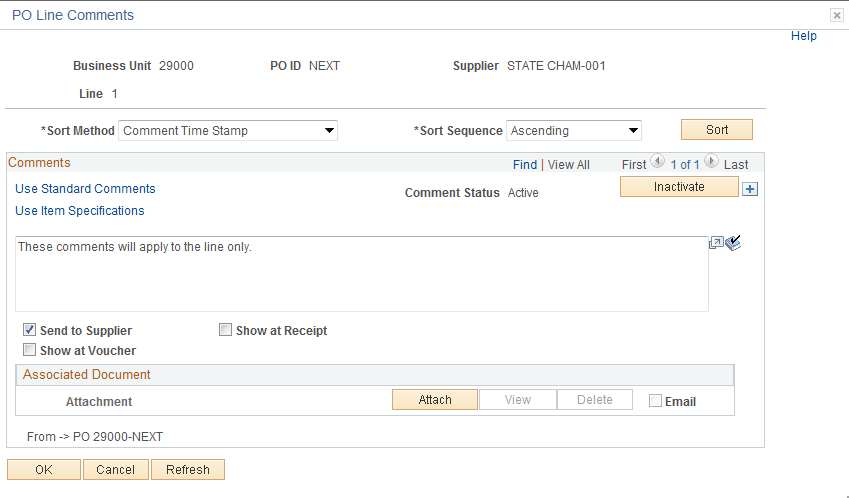 PO Line Comments
Help
Business Unit 29000 PO ID NEXT Supplier STATE CHAM-001
Line 1
*Sort Method Comment Time Stamp *Sort Sequence Ascending Sort
Comments Find | View All First 1 of 1 Last
Use Standard Comments Comment Status Active Inactivate
Use Item Specifications
These comments will apply to the line only.
Send to Supplier Show at Receipt
Show at Voucher
Associated Document
Attachment Attach View Delete Email
From -> PO 29000-NEXT
OK Cancel Refresh